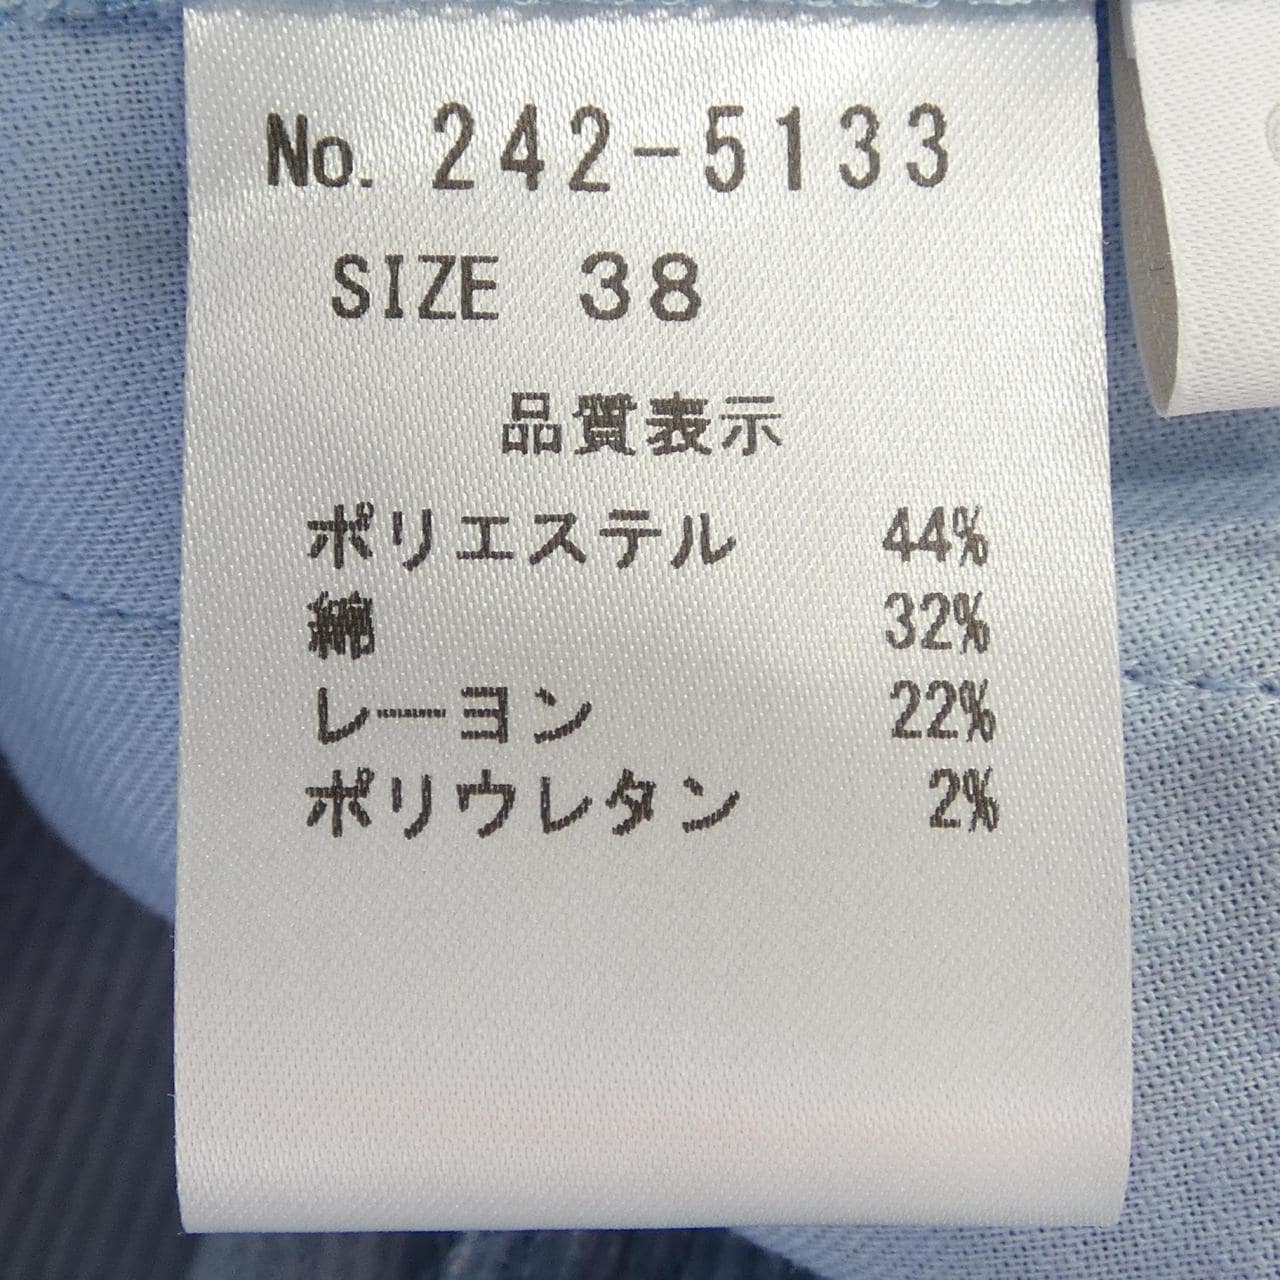 No. 242-5133
SIZE 38
品質表示
ポリエステル 44%
綿 32%
レーヨン 22%
ポリウレタン 2%